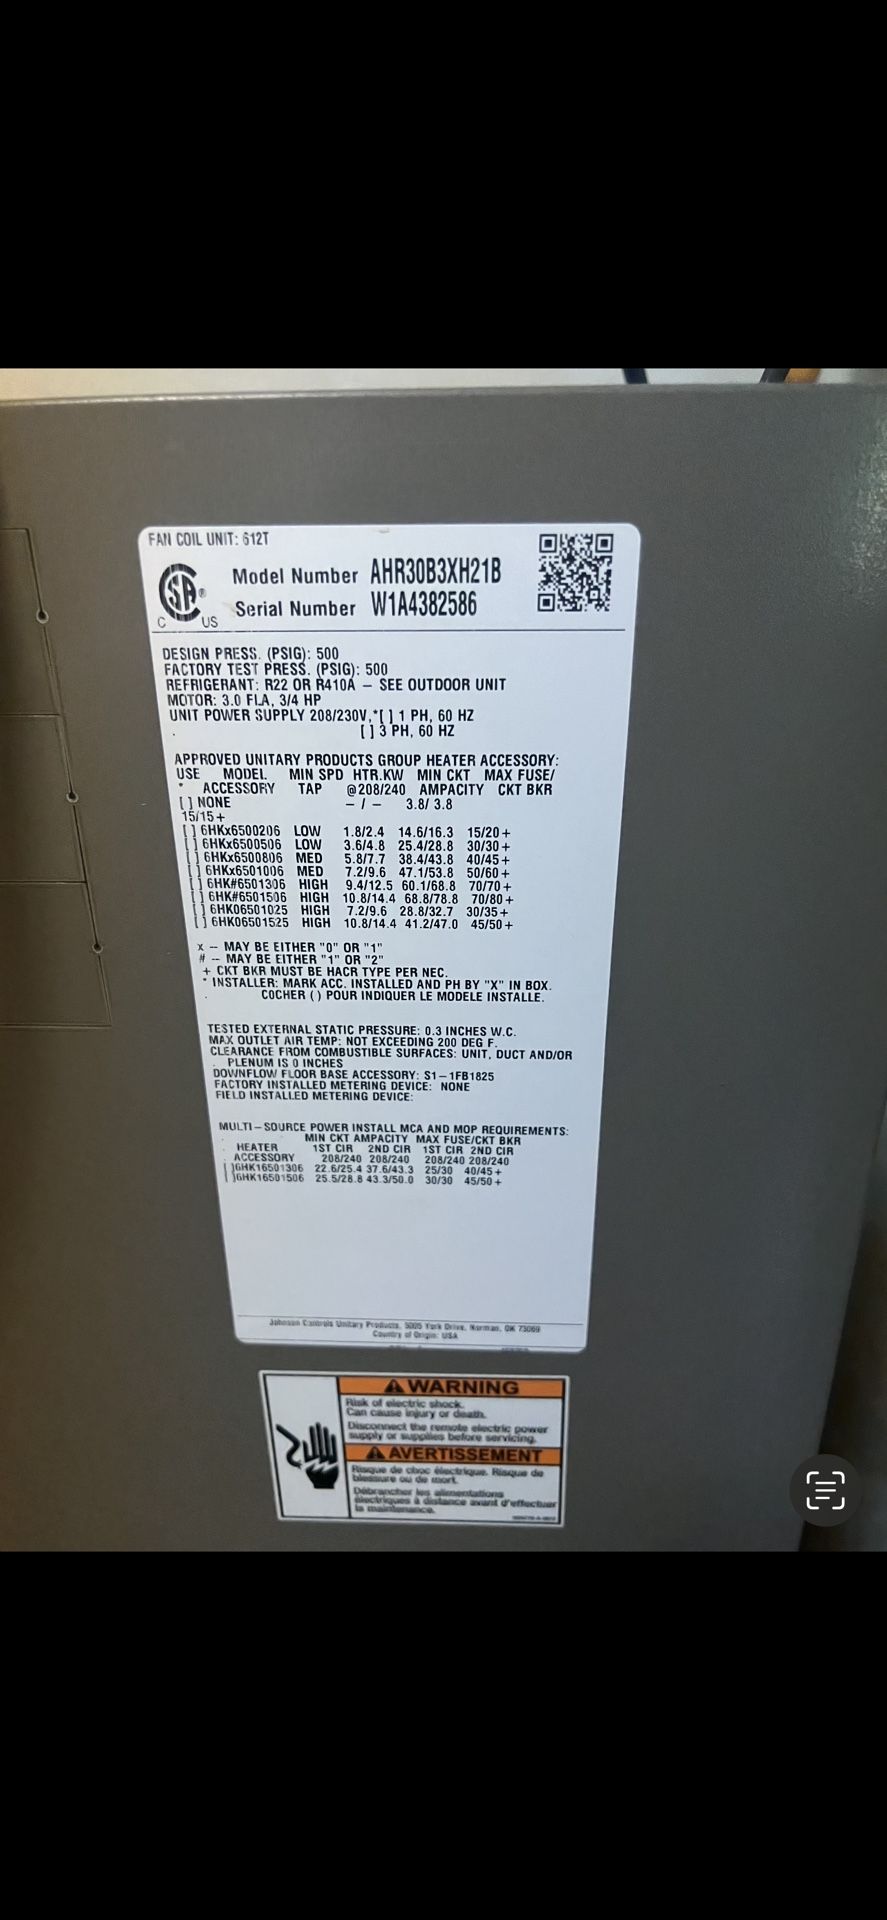 FAN COIL UNIT: 612T
Model Number AHR30B3XH21B
Serial Number W1A4382586
SA®
C US
DESIGN PRESS. (PSIG): 500
FACTORY TEST PRESS. (PSIG): 500
REFRIGERANT: R22 OR R410A – SEE OUTDOOR UNIT
MOTOR: 3.0 FLA, 3/4 HP
UNIT POWER SUPPLY 208/230V,*[ ] 1 PH, 60 HZ
. [ ] 3 PH, 60 HZ
APPROVED UNITARY PRODUCTS GROUP HEATER ACCESSORY:
USE MODEL MIN SPD HTR.KW MIN CKT MAX FUSE/
* ACCESSORY TAP @208/240 AMPACITY CKT BKR
[ ] NONE – / – 3.8/ 3.8
15/15+
[ ] 6HKx6500206 LOW 1.8/2.4 14.6/16.3 15/20+
[ ] 6HKx6500506 LOW 3.6/4.8 25.4/28.8 30/30+
[ ] 6HKx6500806 MED 5.8/7.7 38.4/43.8 40/45+
[ ] 6HKx6501006 MED 7.2/9.6 47.1/53.8 50/60+
[ ] 6HK#6501306 HIGH 9.4/12.5 60.1/68.8 70/70+
[ ] 6HK#6501506 HIGH 10.8/14.4 68.8/78.8 70/80+
[ ] 6HK06501025 HIGH 7.2/9.6 28.8/32.7 30/35+
[ ] 6HK06501525 HIGH 10.8/14.4 41.2/47.0 45/50+
x -- MAY BE EITHER "0" OR "1"
# -- MAY BE EITHER "1" OR "2"
+ CKT BKR MUST BE HACR TYPE PER NEC.
* INSTALLER: MARK ACC. INSTALLED AND PH BY "X" IN BOX.
. COCHER ( ) POUR INDIQUER LE MODELE INSTALLE.
TESTED EXTERNAL STATIC PRESSURE: 0.3 INCHES W.C.
MAX OUTLET AIR TEMP: NOT EXCEEDING 200 DEG F.
CLEARANCE FROM COMBUSTIBLE SURFACES: UNIT, DUCT AND/OR
. PLENUM IS 0 INCHES
DOWNFLOW FLOOR BASE ACCESSORY: S1–1FB1825
FACTORY INSTALLED METERING DEVICE: NONE
FIELD INSTALLED METERING DEVICE:
MULTI–SOURCE POWER INSTALL MCA AND MOP REQUIREMENTS:
. MIN CKT AMPACITY MAX FUSE/CKT BKR
. HEATER 1ST CIR 2ND CIR 1ST CIR 2ND CIR
. ACCESSORY 208/240 208/240 208/240 208/240
[ ]6HK16501306 22.6/25.4 37.6/43.3 25/30 40/45+
[ ]6HK16501506 25.5/28.8 43.3/50.0 30/30 45/50+
Johnson Controls Unitary Products, 5005 York Drive, Norman, OK 73069
Country of Origin: USA
WARNING
Risk of electric shock.
Can cause injury or death.
Disconnect the remote electric power
supply or supplies before servicing.
AVERTISSEMENT
Risque de choc électrique. Risque de
blessure ou de mort.
Débrancher les alimentations
électriques à distance avant d'effectuer
la maintenance.